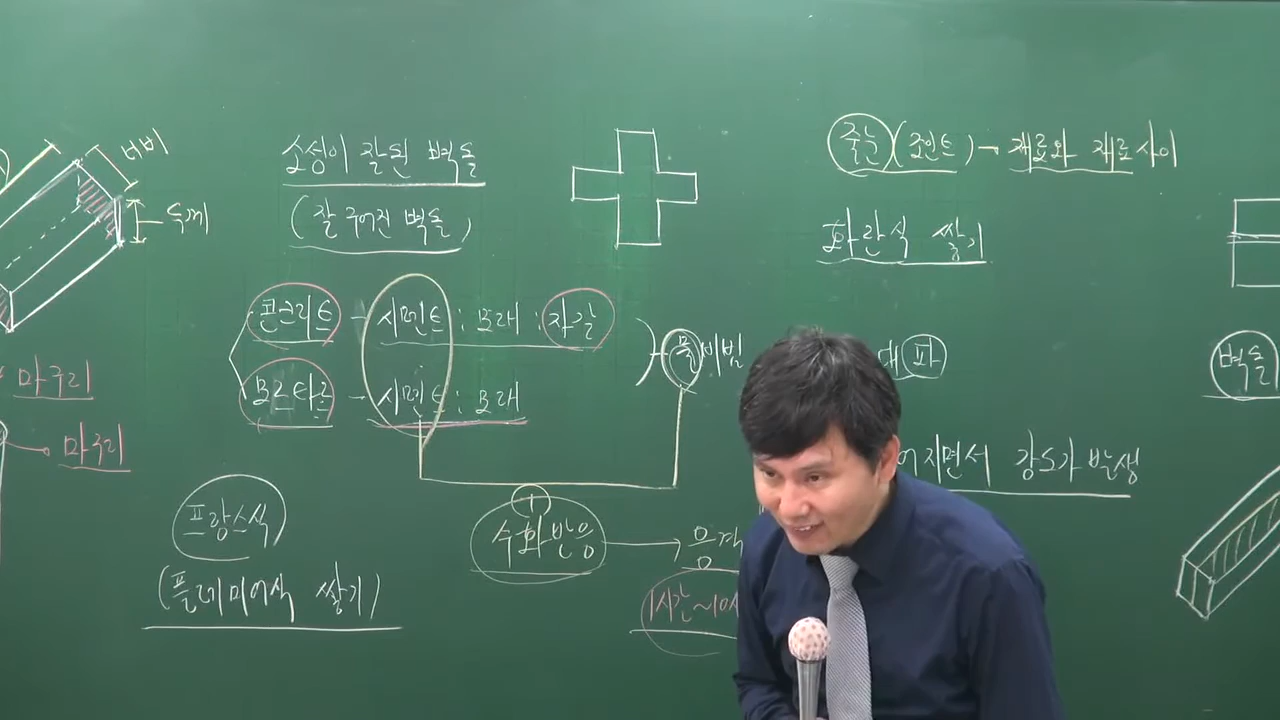 너비
두께
마구리
마구리
소성이 잘된 벽돌
(잘 구어진 벽돌)
콘크리트 - 시멘트 : 모래 : 자갈
모르타르 - 시멘트 : 모래
물비빔
수화반응 → 응
1시간~10시
프랑스식
(플레미쉬식 쌓기)
줄눈 (조인트) → 재료와 재료사이
화란식 쌓기
대파
어지면서 강도가 발생
벽돌